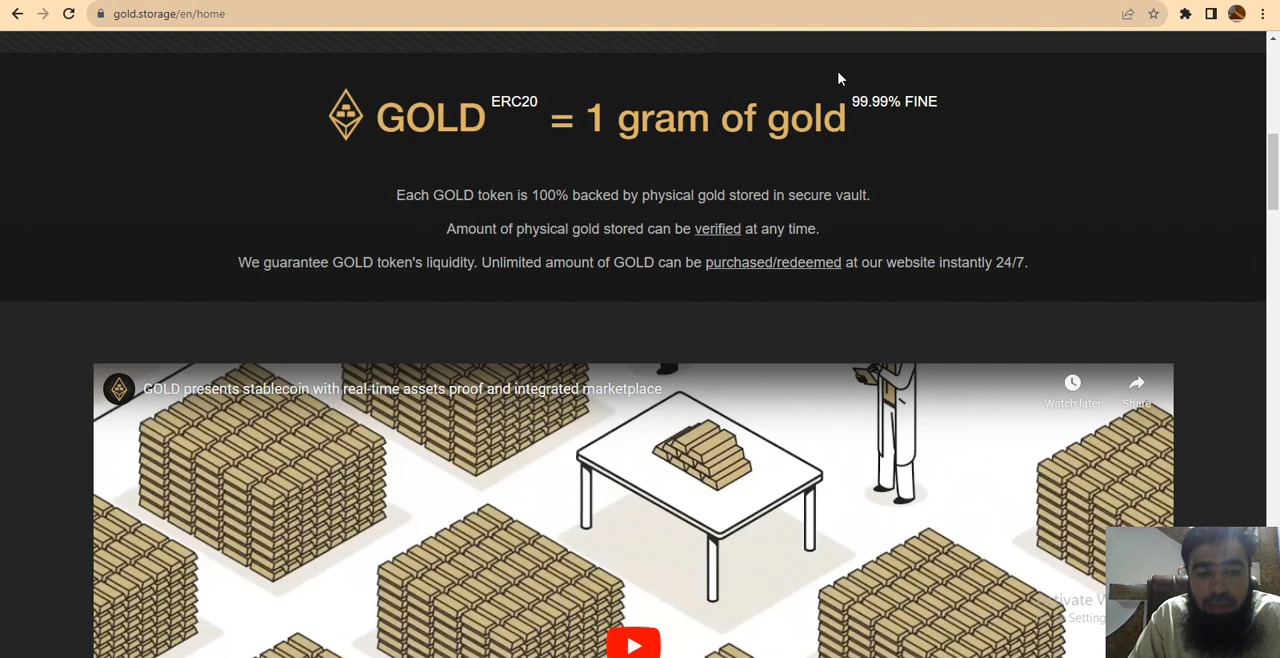 gold.storage/en/home
GOLD ERC20 = 1 gram of gold 99.99% FINE
Each GOLD token is 100% backed by physical gold stored in secure vault.
Amount of physical gold stored can be verified at any time.
We guarantee GOLD token's liquidity. Unlimited amount of GOLD can be purchased/redeemed at our website instantly 24/7.
GOLD presents stablecoin with real-time assets proof and integrated marketplace
Watch later
Share